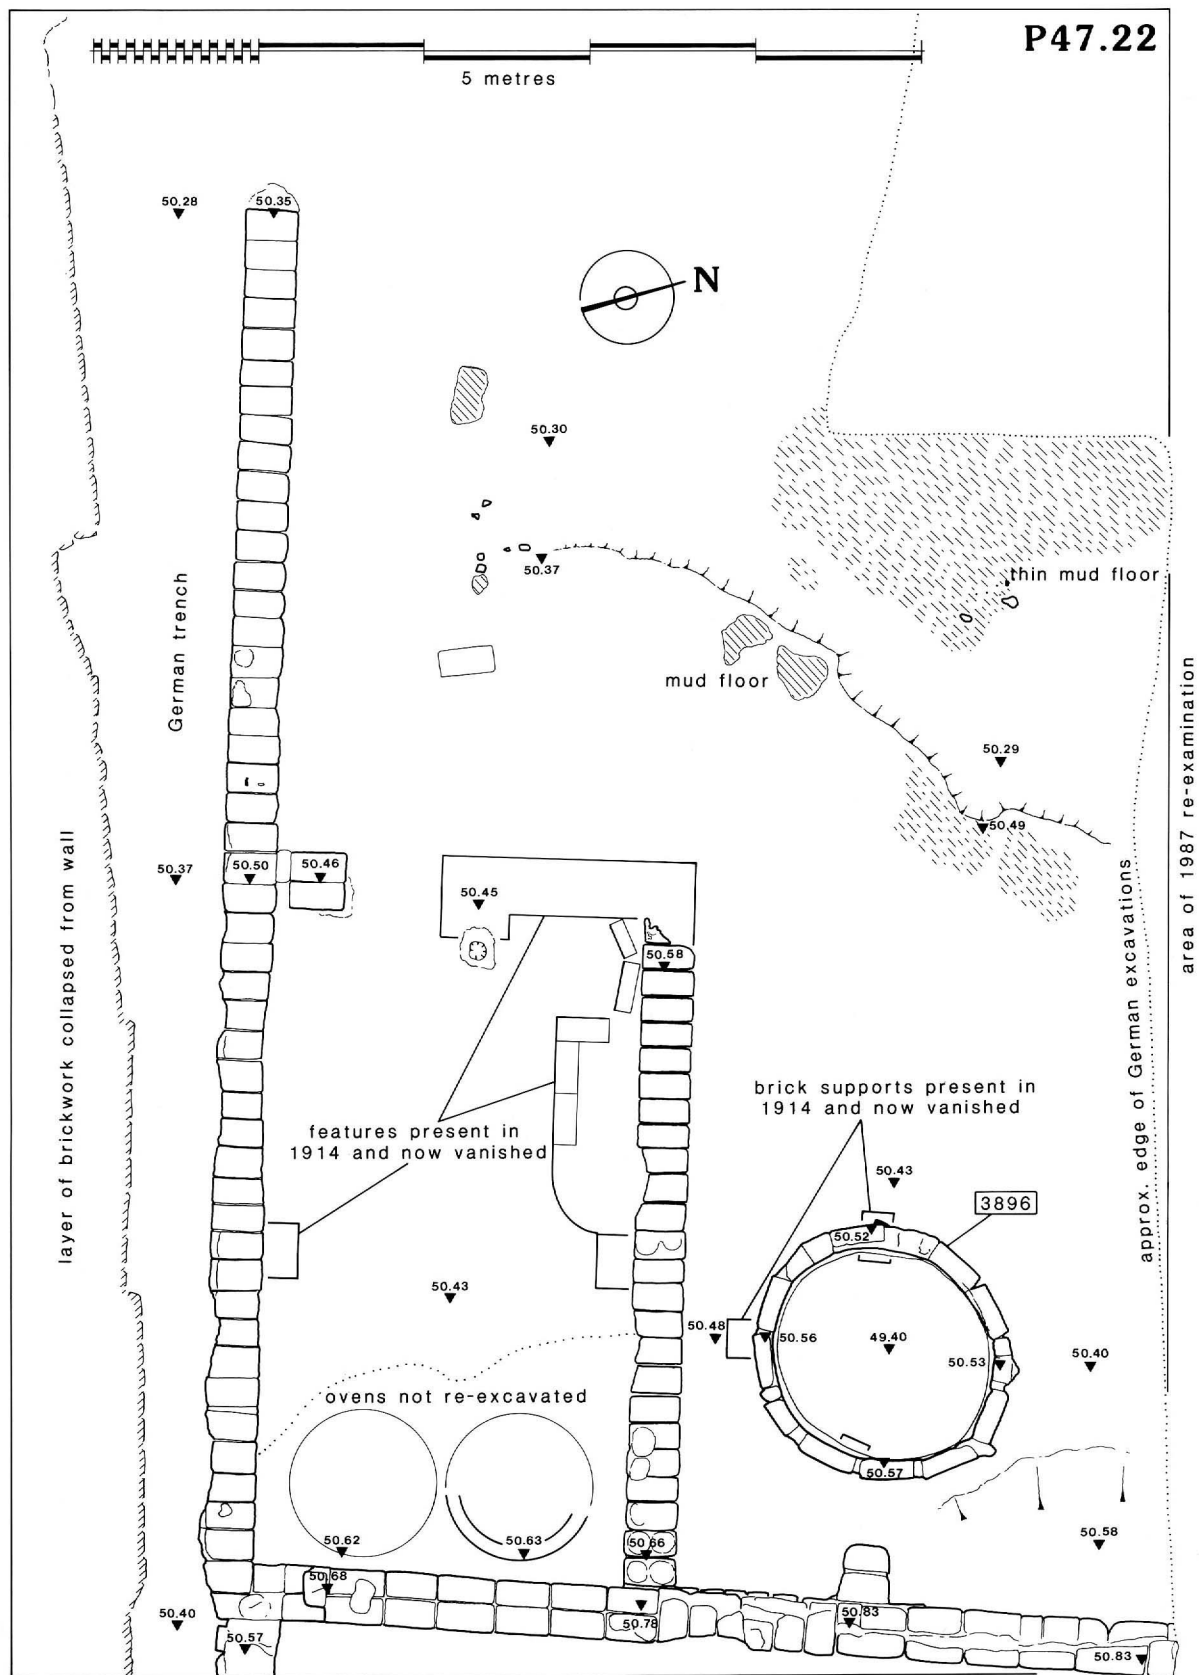 P47.22
5 metres
50.28
50.35
N
50.30
50.37
thin mud floor
German trench
mud floor
area of 1987 re-examination
50.29
50.49
50.37
50.50
50.46
50.45
50.58
layer of brickwork collapsed from wall
approx. edge of German excavations
brick supports present in
1914 and now vanished
features present in
1914 and now vanished
50.43
3896
50.52
50.43
50.48
50.56
49.40
50.53
50.40
ovens not re-excavated
50.57
50.62
50.63
50.66
50.58
50.68
50.40
50.57
50.78
50.83
50.83